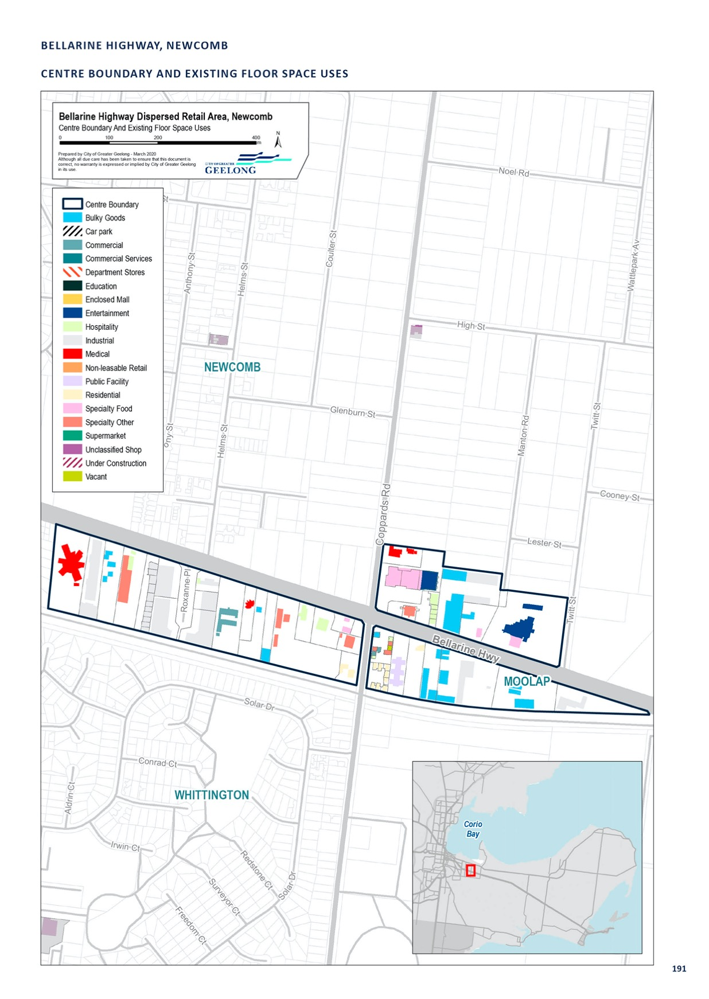 BELLARINE HIGHWAY, NEWCOMB
CENTRE BOUNDARY AND EXISTING FLOOR SPACE USES
Bellarine Highway Dispersed Retail Area, Newcomb
Centre Boundary And Existing Floor Space Uses
0 100 200 400
m
N
Prepared by City of Greater Geelong - March 2020
Although all due care has been taken to ensure that this document is
correct, no warranty is expressed or implied by City of Greater Geelong
in its use.
CITY OF GREATER
GEELONG
Centre Boundary
Bulky Goods
Car park
Commercial
Commercial Services
Department Stores
Education
Enclosed Mall
Entertainment
Hospitality
Industrial
Medical
Non-leasable Retail
Public Facility
Residential
Specialty Food
Specialty Other
Supermarket
Unclassified Shop
Under Construction
Vacant
St
Noel Rd
Coulter St
Anthony St
Helms St
Wattlepark Av
High St
NEWCOMB
Glenburn St
Twitt St
Manton Rd
ony St
Helms St
Coppards Rd
Cooney St
Lester St
Roxanne Pl
Twitt St
Bellarine Hwy
MOOLAP
Solar Dr
Conrad Ct
Aldrin Ct
WHITTINGTON
Irwin Ct
Redstone Ct
Surveyor Ct
Solar Dr
Freedom Ct
Corio
Bay
191